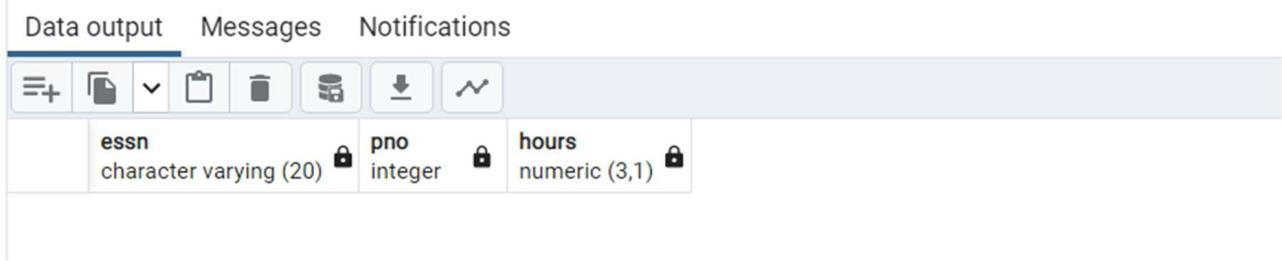 Data output Messages Notifications
essn pno hours
character varying (20) integer numeric (3,1)